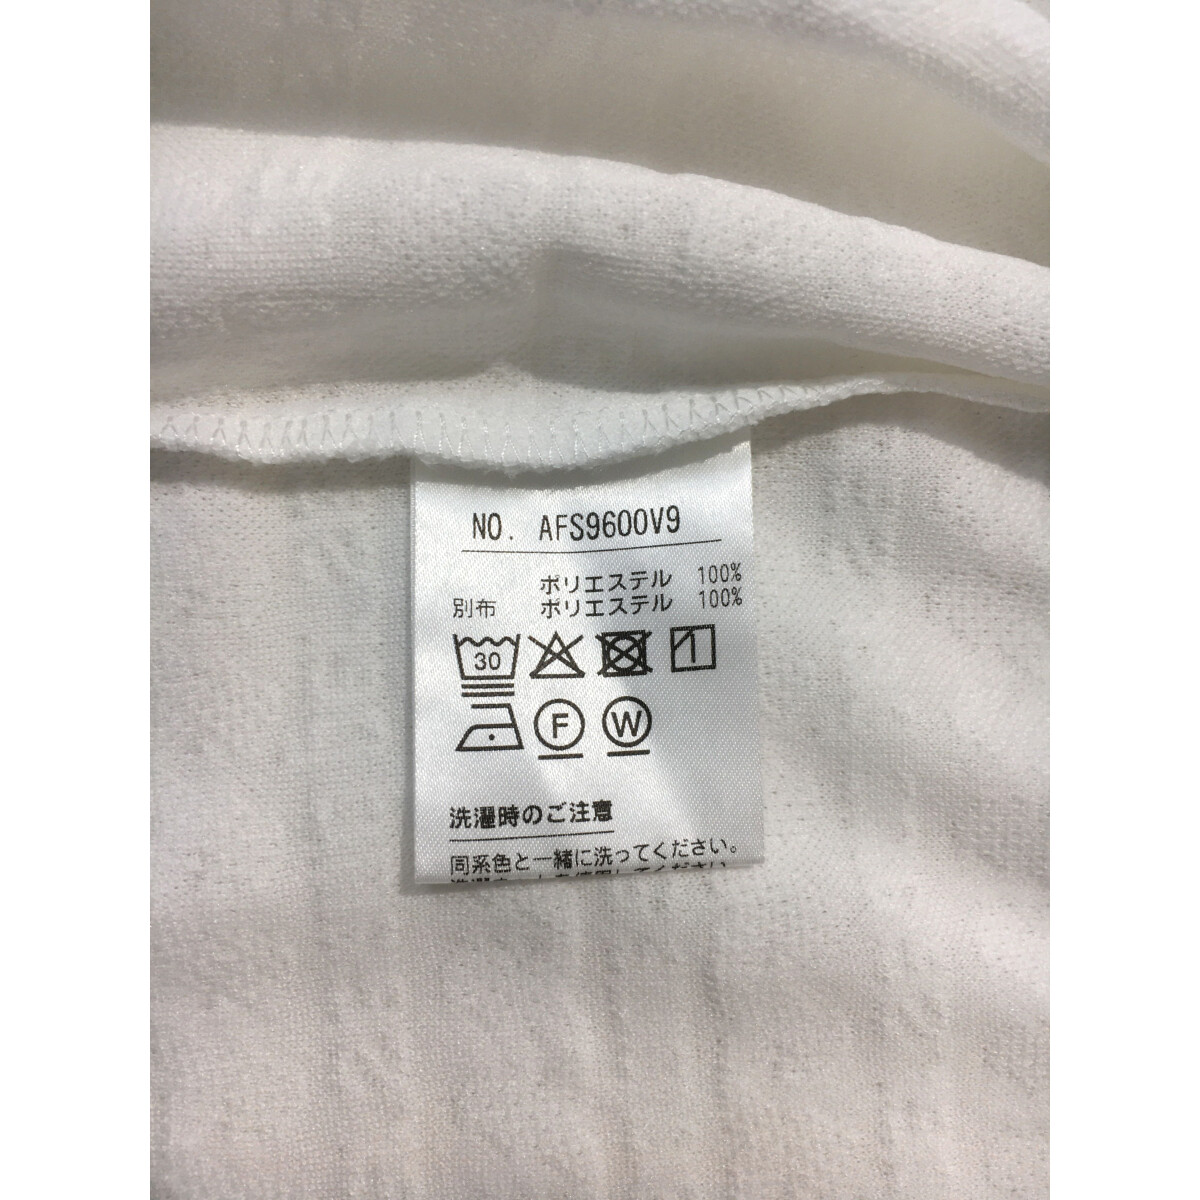 NO. AFS9600V9
ポリエステル 100%
別布 ポリエステル 100%
30
F W
洗濯時のご注意
同系色と一緒に洗ってください。